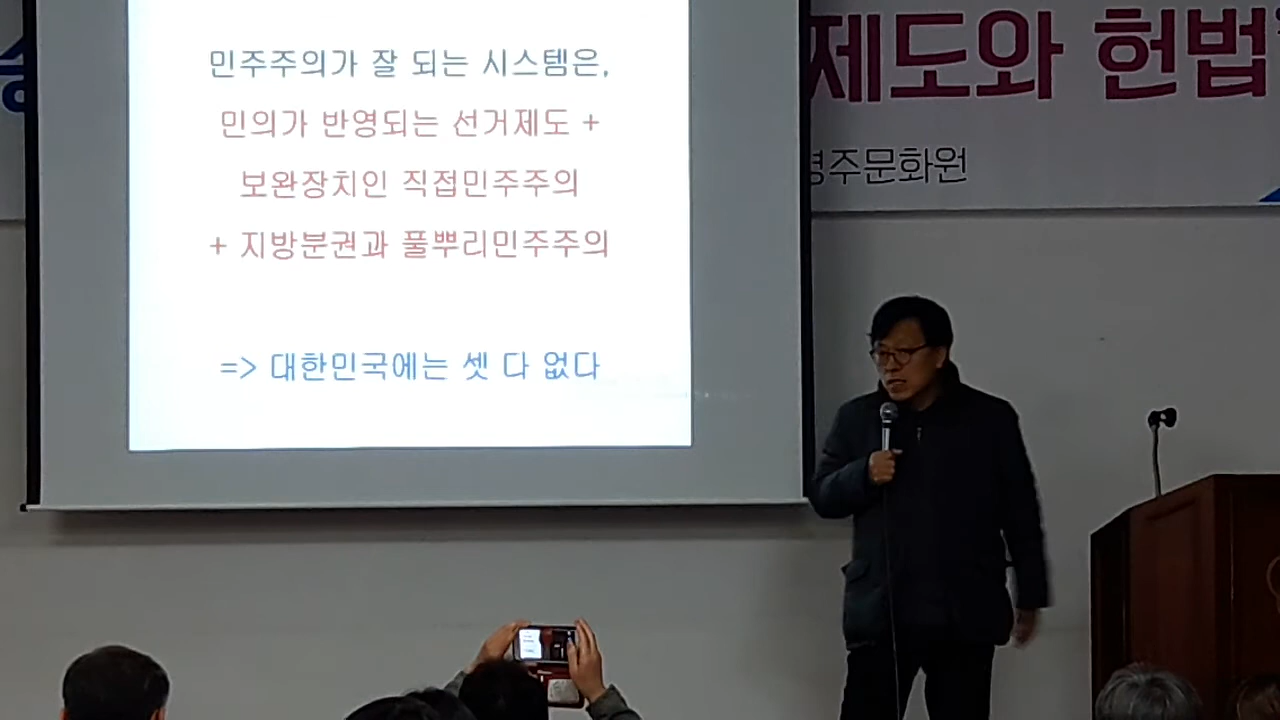 민주주의가 잘 되는 시스템은,
민의가 반영되는 선거제도 +
보완장치인 직접민주주의
+ 지방분권과 풀뿌리민주주의
=> 대한민국에는 셋 다 없다
제도와 헌법
영주문화원